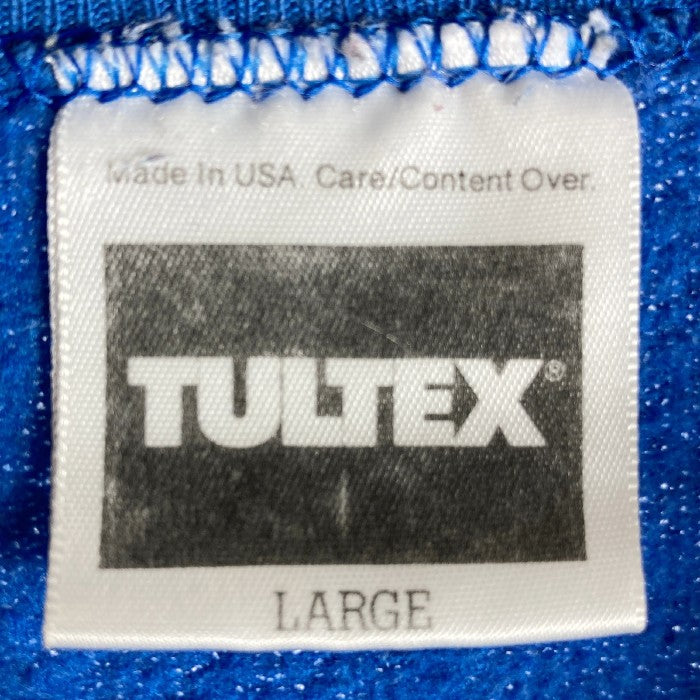 Made In USA. Care/Content Over.
TULTEX®
LARGE